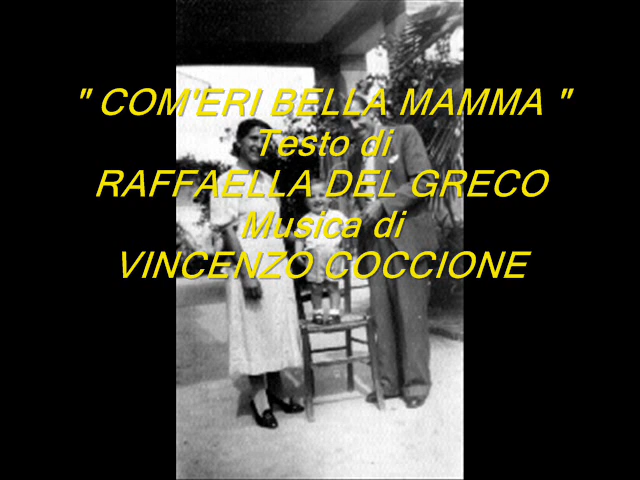 " COM'ERI BELLA MAMMA "
Testo di
RAFFAELLA DEL GRECO
Musica di
VINCENZO COCCIONE